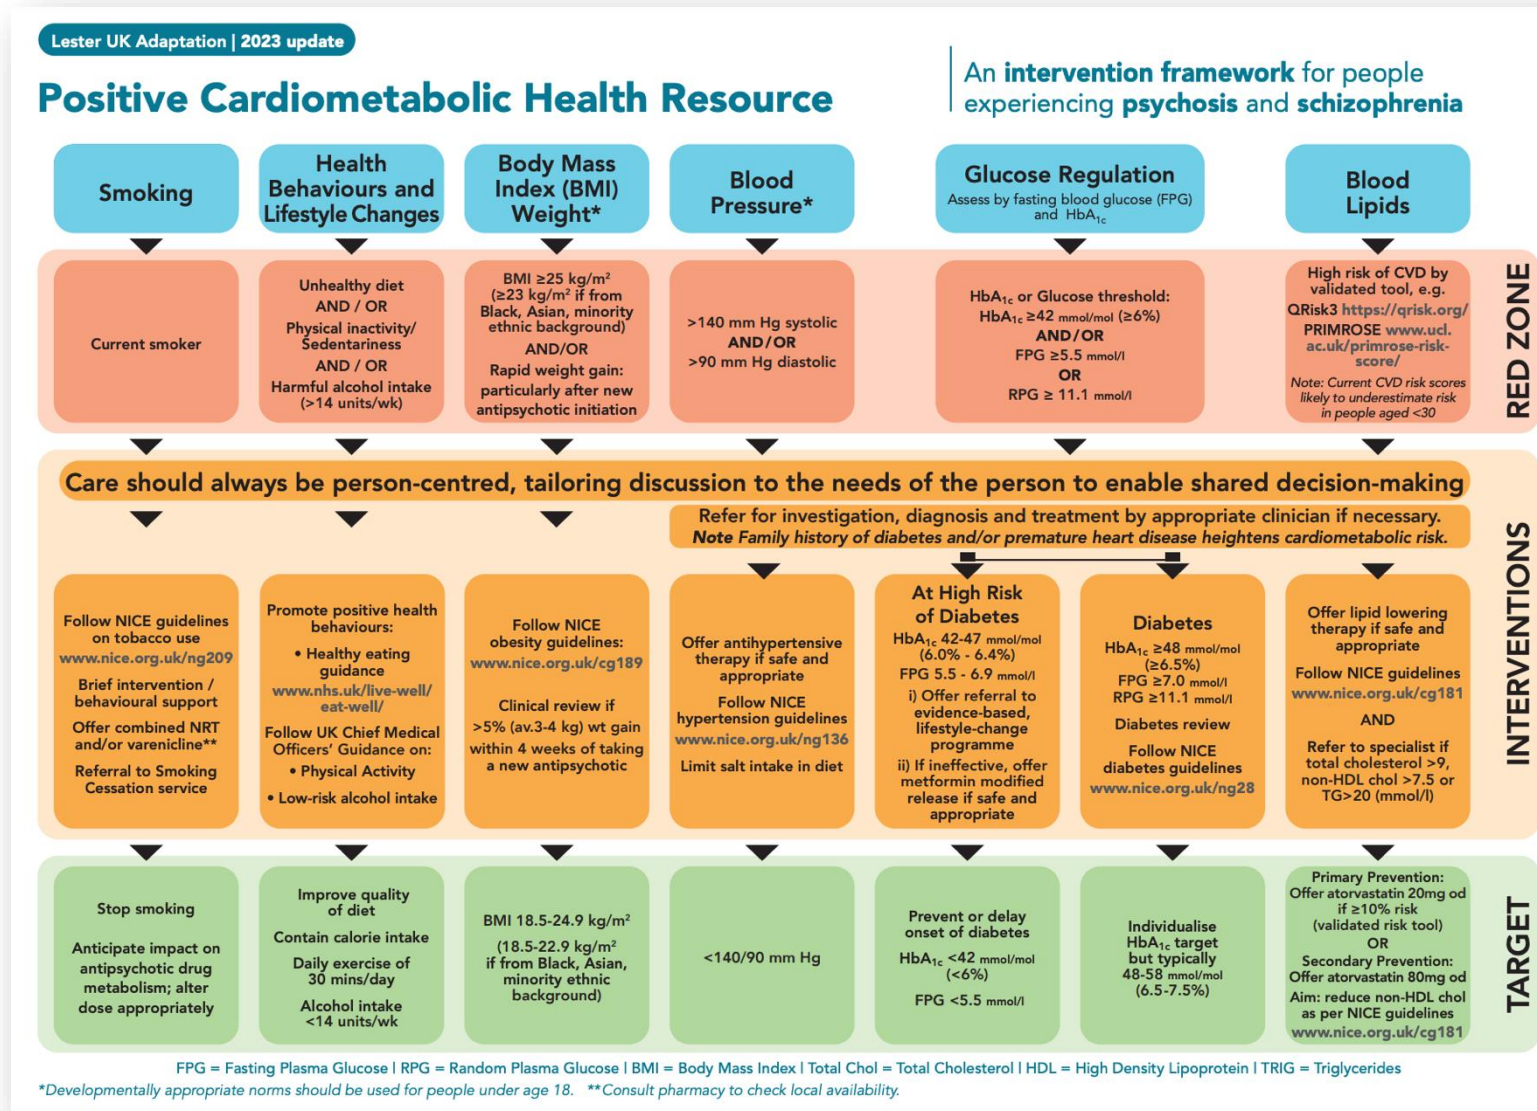 Lester UK Adaptation | 2023 update
Positive Cardiometabolic Health Resource
An intervention framework for people
experiencing psychosis and schizophrenia
Smoking
Health
Behaviours and
Lifestyle Changes
Body Mass
Index (BMI)
Weight*
Blood
Pressure*
Glucose Regulation
Assess by fasting blood glucose (FPG)
and HbA1c
Blood
Lipids
RED ZONE
Current smoker
Unhealthy diet
AND / OR
Physical inactivity/
Sedentariness
AND / OR
Harmful alcohol intake
(>14 units/wk)
BMI ≥25 kg/m²
(≥23 kg/m² if from
Black, Asian, minority
ethnic background)
AND/OR
Rapid weight gain:
particularly after new
antipsychotic initiation
>140 mm Hg systolic
AND/OR
>90 mm Hg diastolic
HbA1c or Glucose threshold:
HbA1c ≥42 mmol/mol (≥6%)
AND/OR
FPG ≥5.5 mmol/l
OR
RPG ≥ 11.1 mmol/l
High risk of CVD by
validated tool, e.g.
QRisk3 https://qrisk.org/
PRIMROSE www.ucl.
ac.uk/primrose-risk-
score/
Note: Current CVD risk scores
likely to underestimate risk
in people aged <30
INTERVENTIONS
Care should always be person-centred, tailoring discussion to the needs of the person to enable shared decision-making
Refer for investigation, diagnosis and treatment by appropriate clinician if necessary.
Note Family history of diabetes and/or premature heart disease heightens cardiometabolic risk.
Follow NICE guidelines
on tobacco use
www.nice.org.uk/ng209
Brief intervention /
behavioural support
Offer combined NRT
and/or varenicline**
Referral to Smoking
Cessation service
Promote positive health
behaviours:
• Healthy eating
guidance
www.nhs.uk/live-well/
eat-well/
Follow UK Chief Medical
Officers' Guidance on:
• Physical Activity
• Low-risk alcohol intake
Follow NICE
obesity guidelines:
www.nice.org.uk/cg189
Clinical review if
>5% (av.3-4 kg) wt gain
within 4 weeks of taking
a new antipsychotic
Offer antihypertensive
therapy if safe and
appropriate
Follow NICE
hypertension guidelines
www.nice.org.uk/ng136
Limit salt intake in diet
At High Risk
of Diabetes
HbA1c 42-47 mmol/mol
(6.0% - 6.4%)
FPG 5.5 - 6.9 mmol/l
i) Offer referral to
evidence-based,
lifestyle-change
programme
ii) If ineffective, offer
metformin modified
release if safe and
appropriate
Diabetes
HbA1c ≥48 mmol/mol
(≥6.5%)
FPG ≥7.0 mmol/l
RPG ≥11.1 mmol/l
Diabetes review
Follow NICE
diabetes guidelines
www.nice.org.uk/ng28
Offer lipid lowering
therapy if safe and
appropriate
Follow NICE guidelines
www.nice.org.uk/cg181
AND
Refer to specialist if
total cholesterol >9,
non-HDL chol >7.5 or
TG>20 (mmol/l)
TARGET
Stop smoking
Anticipate impact on
antipsychotic drug
metabolism; alter
dose appropriately
Improve quality
of diet
Contain calorie intake
Daily exercise of
30 mins/day
Alcohol intake
<14 units/wk
BMI 18.5-24.9 kg/m²
(18.5-22.9 kg/m²
if from Black, Asian,
minority ethnic
background)
<140/90 mm Hg
Prevent or delay
onset of diabetes
HbA1c <42 mmol/mol
(<6%)
FPG <5.5 mmol/l
Individualise
HbA1c target
but typically
48-58 mmol/mol
(6.5-7.5%)
Primary Prevention:
Offer atorvastatin 20mg od
if ≥10% risk
(validated risk tool)
OR
Secondary Prevention:
Offer atorvastatin 80mg od
Aim: reduce non-HDL chol
as per NICE guidelines
www.nice.org.uk/cg181
FPG = Fasting Plasma Glucose | RPG = Random Plasma Glucose | BMI = Body Mass Index | Total Chol = Total Cholesterol | HDL = High Density Lipoprotein | TRIG = Triglycerides
*Developmentally appropriate norms should be used for people under age 18. **Consult pharmacy to check local availability.